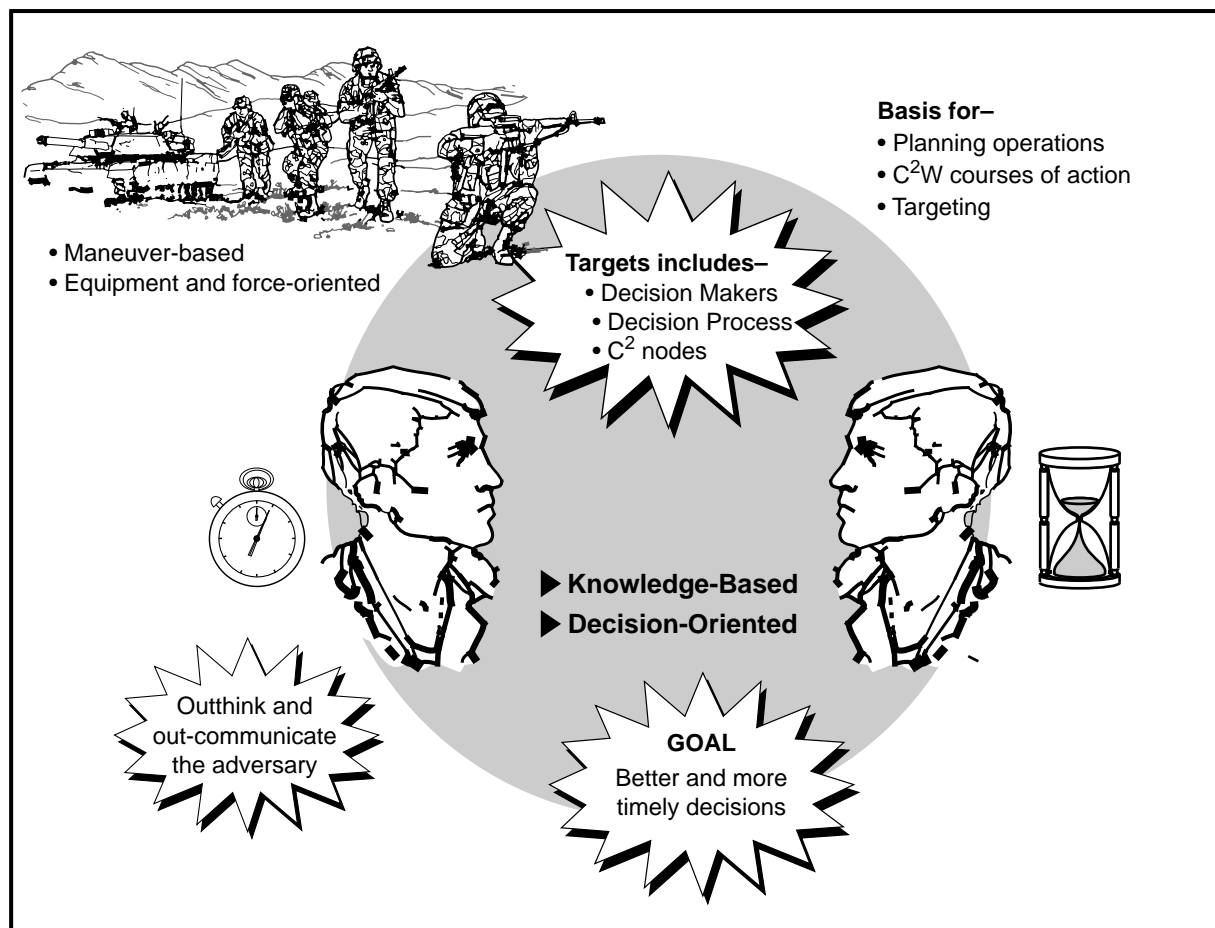 Basis for–
• Planning operations
• C²W courses of action
• Targeting
• Maneuver-based
• Equipment and force-oriented
Targets includes–
• Decision Makers
• Decision Process
• C² nodes
▶ Knowledge-Based
▶ Decision-Oriented
Outthink and
out-communicate
the adversary
GOAL
Better and more
timely decisions